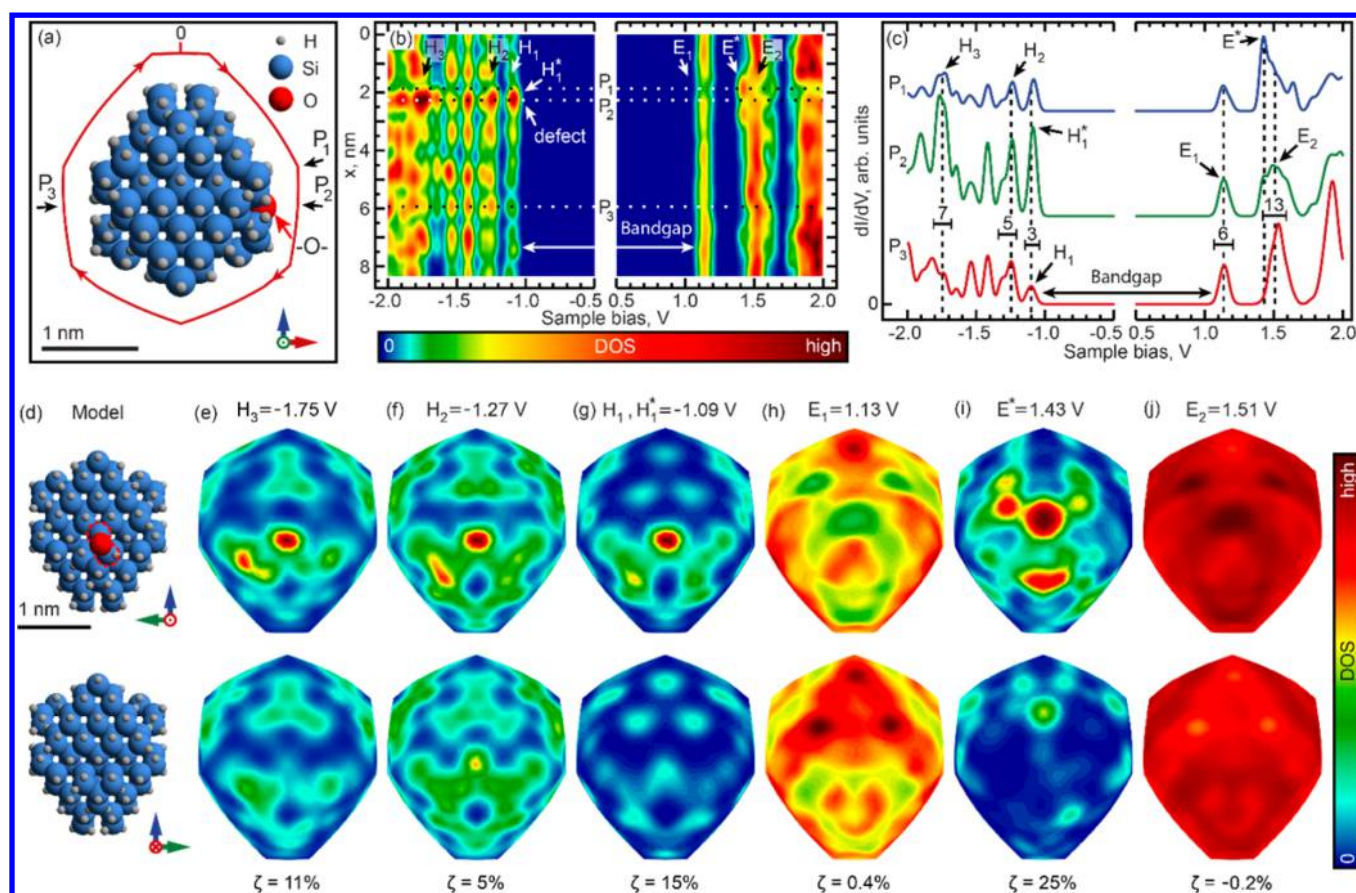 (a)
0
H
Si
O
P1
P2
P3
-O-
1 nm
(b)
H3
H2
H1
H1*
defect
E1
E*
E2
P1
P2
P3
Bandgap
x, nm
0
2
4
6
8
-2.0 -1.5 -1.0 -0.5 0.5 1.0 1.5 2.0
Sample bias, V
0 DOS high
(c)
H3
H2
E*
P1
H1*
E1
E2
P2
7 5 3 6 13
P3
H1
Bandgap
0
dI/dV, arb. units
-2.0 -1.5 -1.0 -0.5 0.5 1.0 1.5 2.0
Sample bias, V
(d) Model
(e) H3 = -1.75 V
(f) H2 = -1.27 V
(g) H1 , H1* = -1.09 V
(h) E1 = 1.13 V
(i) E* = 1.43 V
(j) E2 = 1.51 V
1 nm
high
DOS
0
ζ = 11% ζ = 5% ζ = 15% ζ = 0.4% ζ = 25% ζ = -0.2%